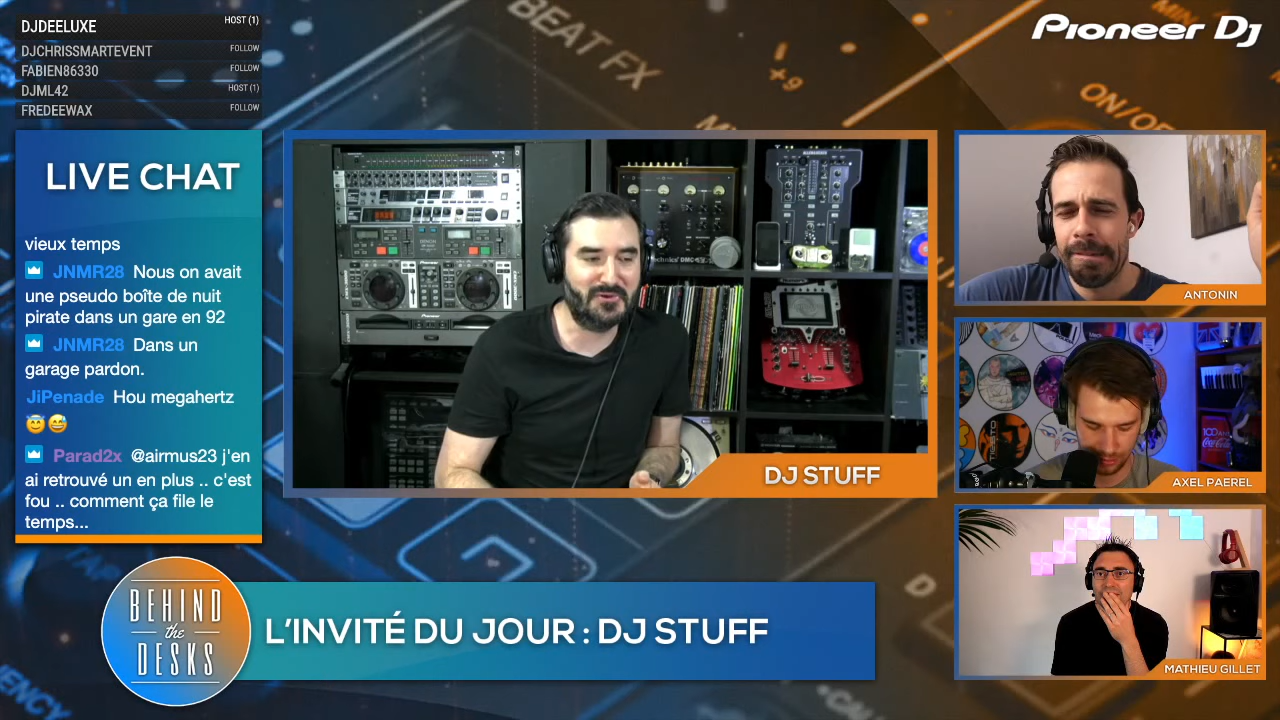 DJDEELUXE HOST (1)
DJCHRISSMARTEVENT FOLLOW
FABIEN86330 FOLLOW
DJML42 HOST (1)
FREDEEWAX FOLLOW
BEAT FX
+9
ON/OFF
Pioneer Dj
LIVE CHAT
vieux temps
JNMR28 Nous on avait
une pseudo boîte de nuit
pirate dans un gare en 92
JNMR28 Dans un
garage pardon.
JiPenade Hou megahertz
😇😅
Parad2x @airmus23 j'en
ai retrouvé un en plus .. c'est
fou .. comment ça file le
temps...
DJ STUFF
ANTONIN
AXEL PAEREL
MATHIEU GILLET
BEHIND
the
DESKS
L'INVITÉ DU JOUR : DJ STUFF